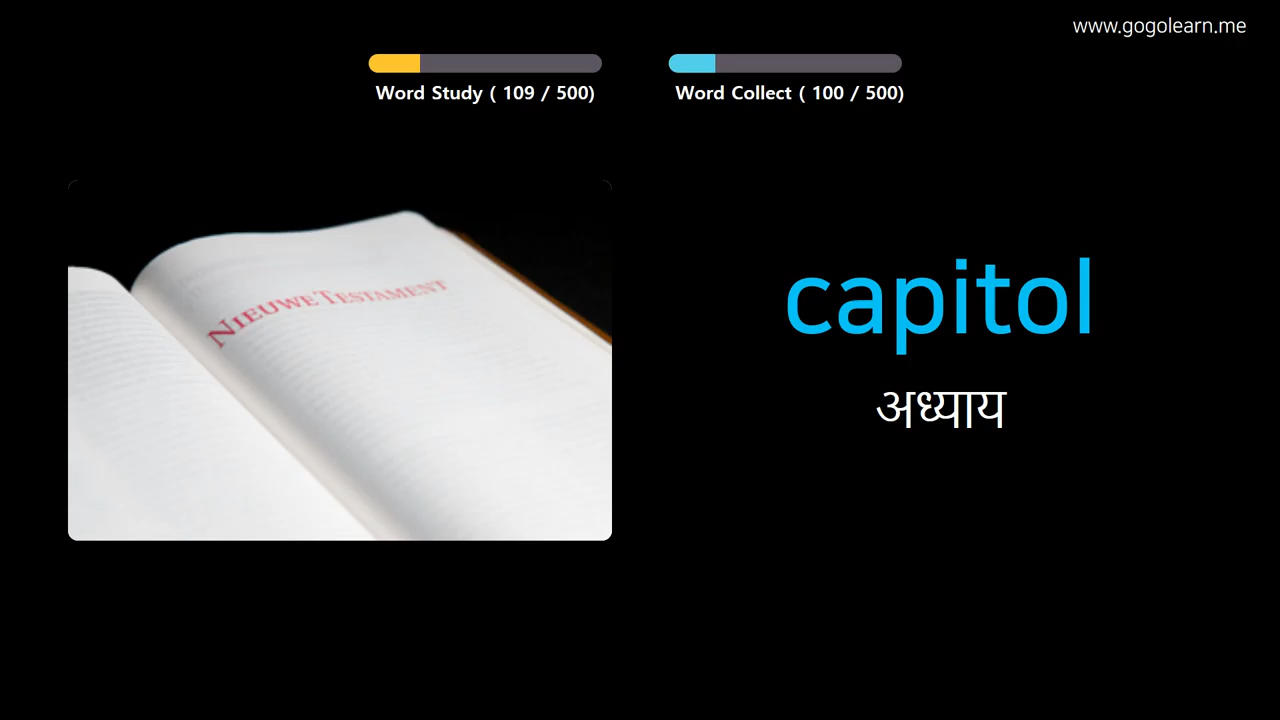 www.gogolearn.me
Word Study ( 109 / 500)
Word Collect ( 100 / 500)
NIEUWE TESTAMENT
capitol
अध्याय